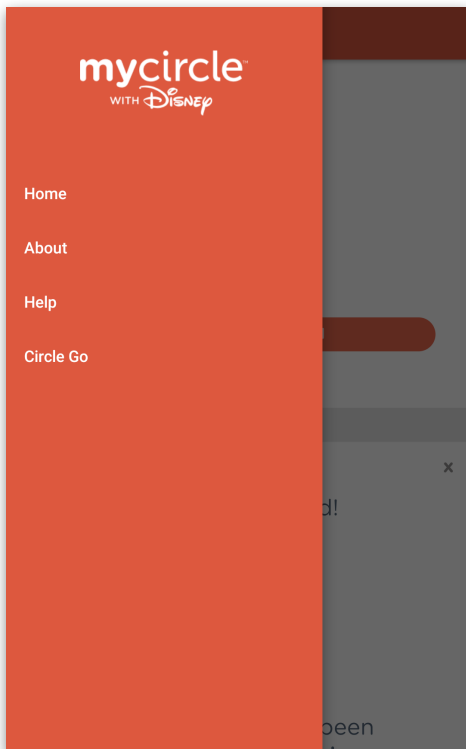 mycircle™
WITH Disney
Home
About
Help
Circle Go
x
d!
been